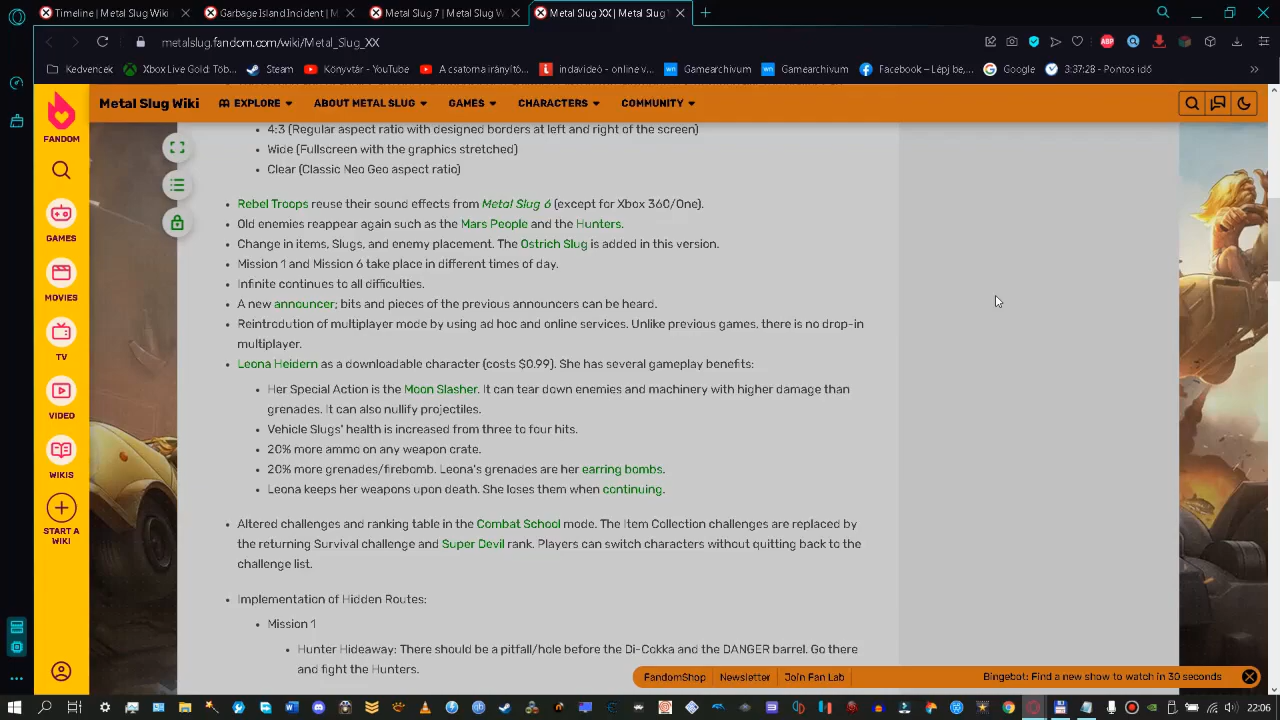 Timeline | Metal Slug Wi
Garbage Island Incident | M
Metal Slug 7 | Metal Slug W
Metal Slug XX | Metal Slug
metalslug.fandom.com/wiki/Metal_Slug_XX
ABP
Kedvencek
Xbox Live Gold: Töb...
Steam
Könyvtár - YouTube
A csatorna irányító...
indavideó - online v...
Gamearchivum
Gamearchivum
Facebook – Lépj be,...
Google
3:37:28 - Pontos idő
FANDOM
Metal Slug Wiki
EXPLORE
ABOUT METAL SLUG
GAMES
CHARACTERS
COMMUNITY
GAMES
MOVIES
TV
VIDEO
WIKIS
START A
WIKI
4:3 (Regular aspect ratio with designed borders at left and right of the screen)
Wide (Fullscreen with the graphics stretched)
Clear (Classic Neo Geo aspect ratio)
Rebel Troops reuse their sound effects from Metal Slug 6 (except for Xbox 360/One).
Old enemies reappear again such as the Mars People and the Hunters.
Change in items, Slugs, and enemy placement. The Ostrich Slug is added in this version.
Mission 1 and Mission 6 take place in different times of day.
Infinite continues to all difficulties.
A new announcer; bits and pieces of the previous announcers can be heard.
Reintrodution of multiplayer mode by using ad hoc and online services. Unlike previous games, there is no drop-in
multiplayer.
Leona Heidern as a downloadable character (costs $0.99). She has several gameplay benefits:
Her Special Action is the Moon Slasher. It can tear down enemies and machinery with higher damage than
grenades. It can also nullify projectiles.
Vehicle Slugs' health is increased from three to four hits.
20% more ammo on any weapon crate.
20% more grenades/firebomb. Leona's grenades are her earring bombs.
Leona keeps her weapons upon death. She loses them when continuing.
Altered challenges and ranking table in the Combat School mode. The Item Collection challenges are replaced by
the returning Survival challenge and Super Devil rank. Players can switch characters without quitting back to the
challenge list.
Implementation of Hidden Routes:
Mission 1
Hunter Hideaway: There should be a pitfall/hole before the Di-Cokka and the DANGER barrel. Go there
and fight the Hunters.
FandomShop
Newsletter
Join Fan Lab
Bingebot: Find a new show to watch in 30 seconds
22:06